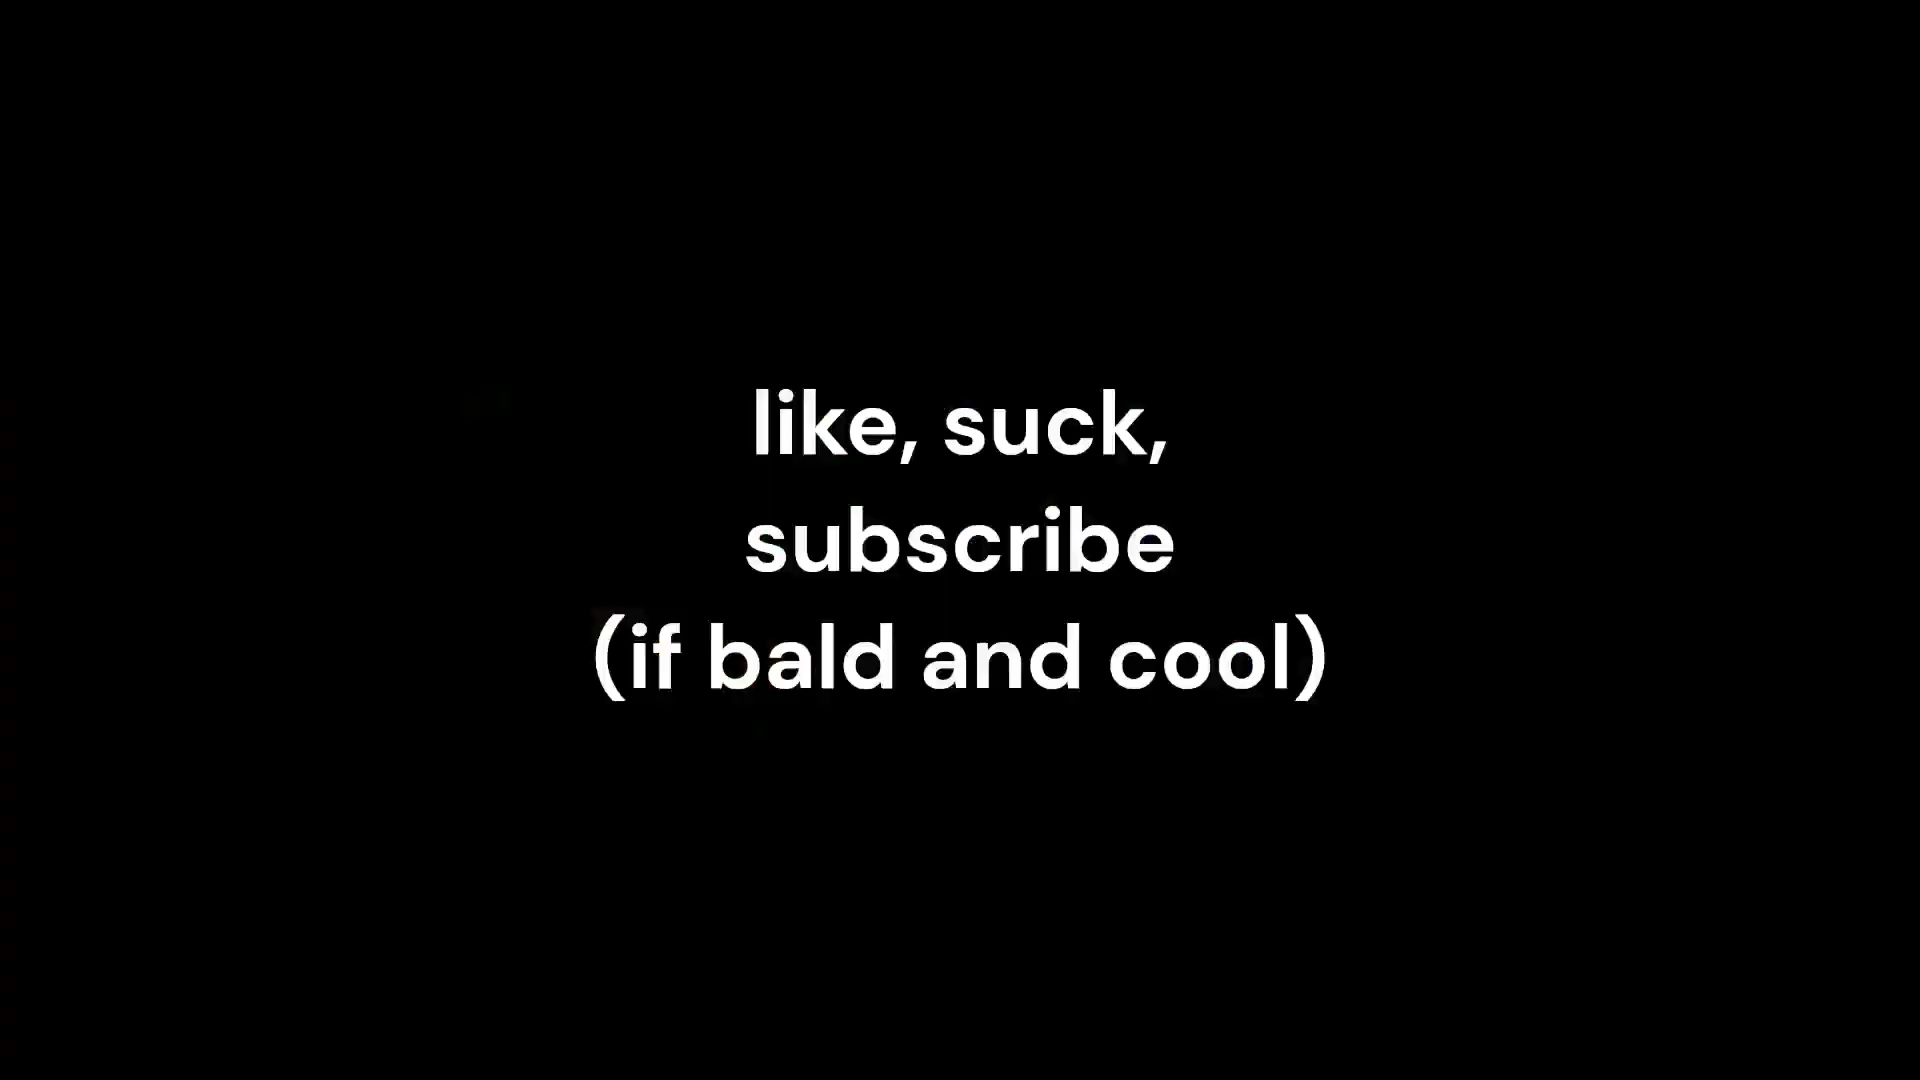 like, suck,
subscribe
(if bald and cool)